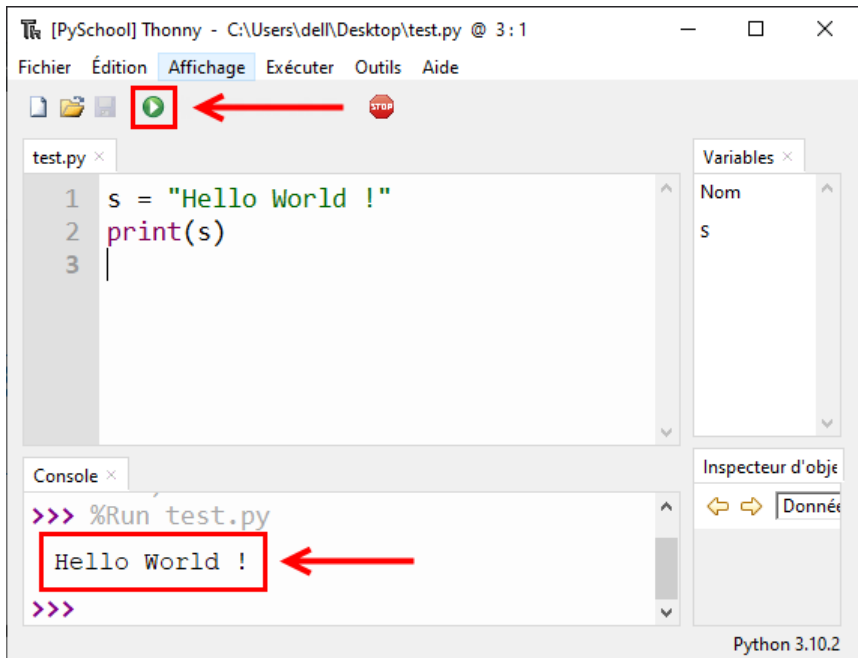 [PySchool] Thonny - C:\Users\dell\Desktop\test.py @ 3 : 1
Fichier Édition Affichage Exécuter Outils Aide
STOP
test.py ×
1 s = "Hello World !"
2 print(s)
3
Variables ×
Nom
s
Console ×
>>> %Run test.py
Hello World !
>>>
Inspecteur d'obje
Donnée
Python 3.10.2